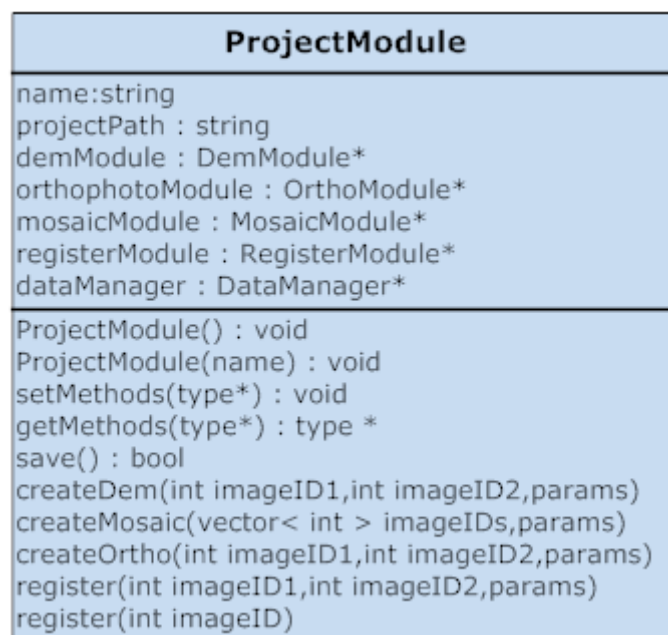 ProjectModule
name:string
projectPath : string
demModule : DemModule*
orthophotoModule : OrthoModule*
mosaicModule : MosaicModule*
registerModule : RegisterModule*
dataManager : DataManager*
ProjectModule() : void
ProjectModule(name) : void
setMethods(type*) : void
getMethods(type*) : type *
save() : bool
createDem(int imageID1,int imageID2,params)
createMosaic(vector< int > imageIDs,params)
createOrtho(int imageID1,int imageID2,params)
register(int imageID1,int imageID2,params)
register(int imageID)